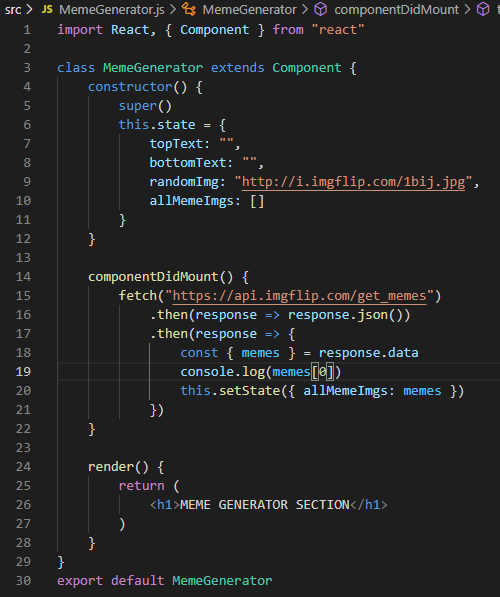 src > JS MemeGenerator.js > MemeGenerator > componentDidMount >
1 import React, { Component } from "react"
2
3 class MemeGenerator extends Component {
4     constructor() {
5         super()
6         this.state = {
7             topText: "",
8             bottomText: "",
9             randomImg: "http://i.imgflip.com/1bij.jpg",
10             allMemeImgs: []
11         }
12     }
13
14     componentDidMount() {
15         fetch("https://api.imgflip.com/get_memes")
16             .then(response => response.json())
17             .then(response => {
18                 const { memes } = response.data
19                 console.log(memes[0])
20                 this.setState({ allMemeImgs: memes })
21             })
22     }
23
24     render() {
25         return (
26             <h1>MEME GENERATOR SECTION</h1>
27         )
28     }
29 }
30 export default MemeGenerator